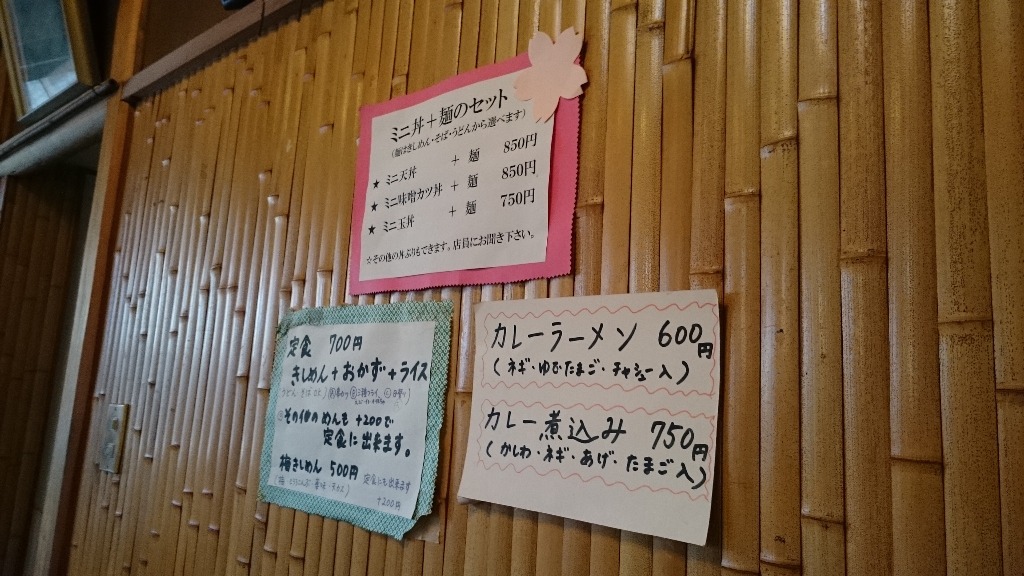 ミニ丼＋麺のセット
(麺はきしめん・そば・うどんから選べます)
★ ミニ天丼 ＋ 麺 850円
★ ミニ味噌カツ丼 ＋ 麺 850円
★ ミニ玉丼 ＋ 麺 750円
☆その他の丼ぶりもできます。店員にお聞き下さい。
定食 700円
きしめん+おかず+ライス
その他のめんも +200で
定食に出来ます。
梅きしめん 500円
定食にも出来ます
+200円
カレーラーメン 600円
(ネギ・ゆでたまご・チャシュー入)
カレー煮込み 750円
(かしわ・ネギ・あげ・たまご入)